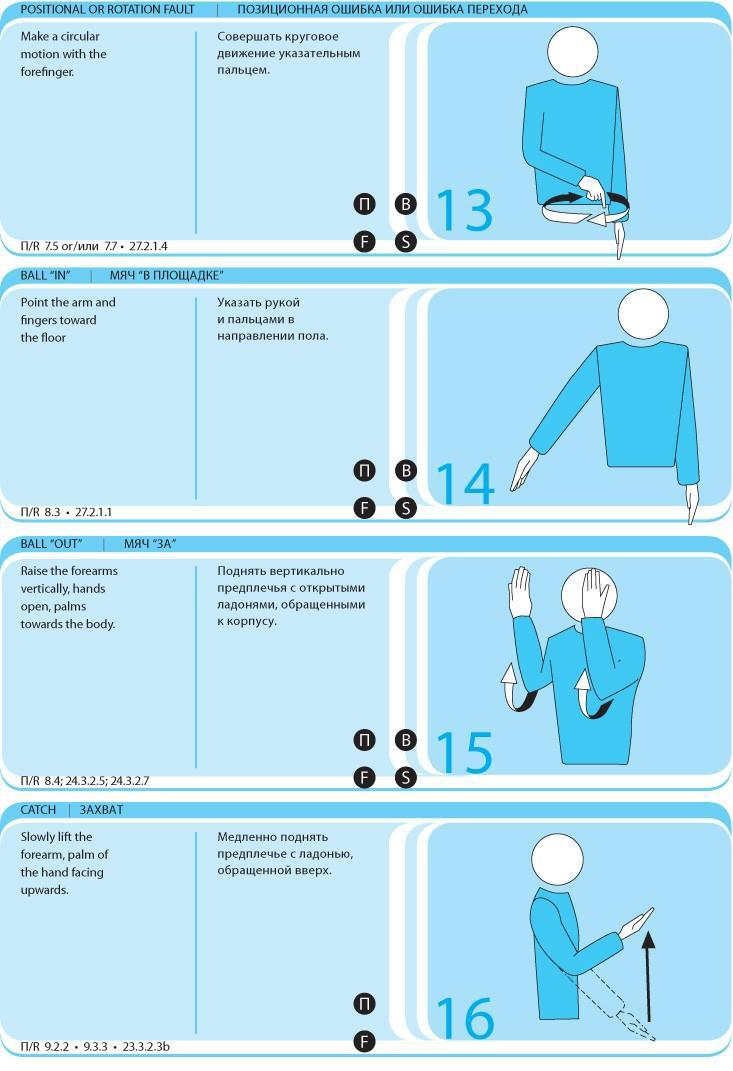 POSITIONAL OR ROTATION FAULT | ПОЗИЦИОННАЯ ОШИБКА ИЛИ ОШИБКА ПЕРЕХОДА
Make a circular
motion with the
forefinger.
Совершать круговое
движение указательным
пальцем.
П В
F S
13
П/R 7.5 or/или 7.7 • 27.2.1.4
BALL “IN” | МЯЧ “В ПЛОЩАДКЕ”
Point the arm and
fingers toward
the floor
Указать рукой
и пальцами в
направлении пола.
П В
F S
14
П/R 8.3 • 27.2.1.1
BALL “OUT” | МЯЧ “ЗА”
Raise the forearms
vertically, hands
open, palms
towards the body.
Поднять вертикально
предплечья с открытыми
ладонями, обращенными
к корпусу.
П В
F S
15
П/R 8.4; 24.3.2.5; 24.3.2.7
CATCH | ЗАХВАТ
Slowly lift the
forearm, palm of
the hand facing
upwards.
Медленно поднять
предплечье с ладонью,
обращенной вверх.
П
F
16
П/R 9.2.2 • 9.3.3 • 23.3.2.3b